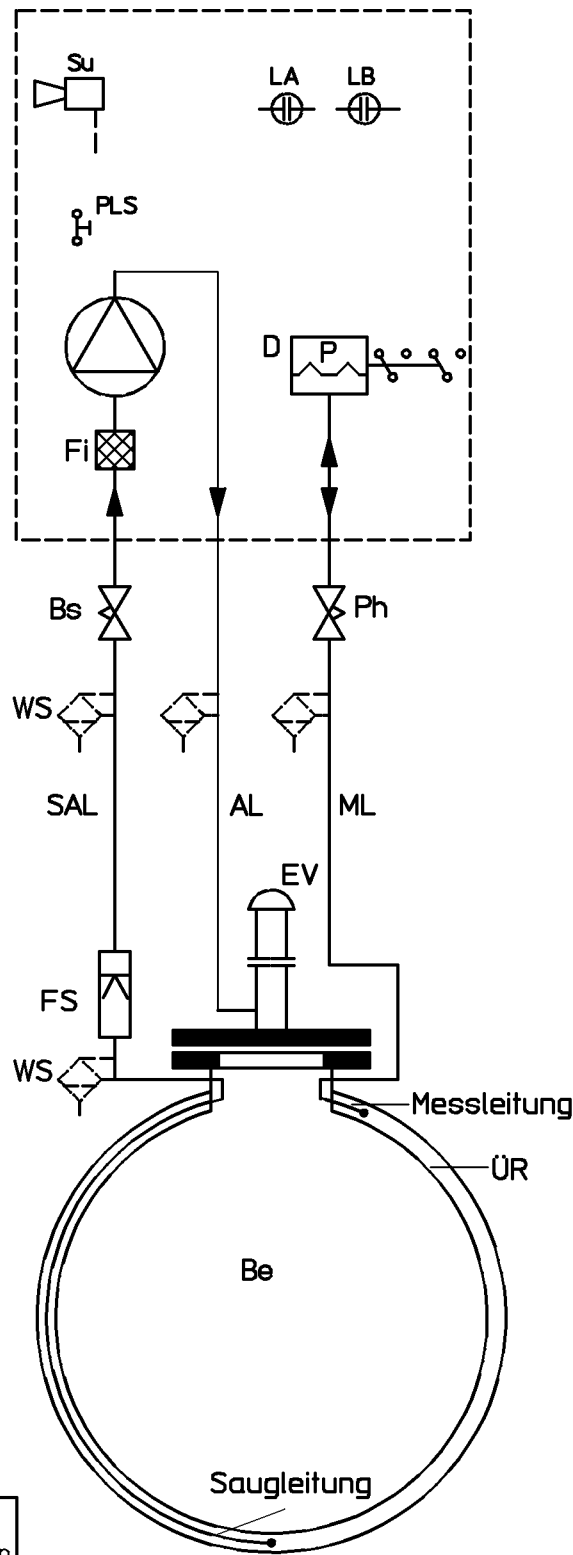 Su
LA
LB
PLS
D
P
Fi
Bs
Ph
WS
SAL
AL
ML
EV
FS
WS
Messleitung
ÜR
Be
Saugleitung